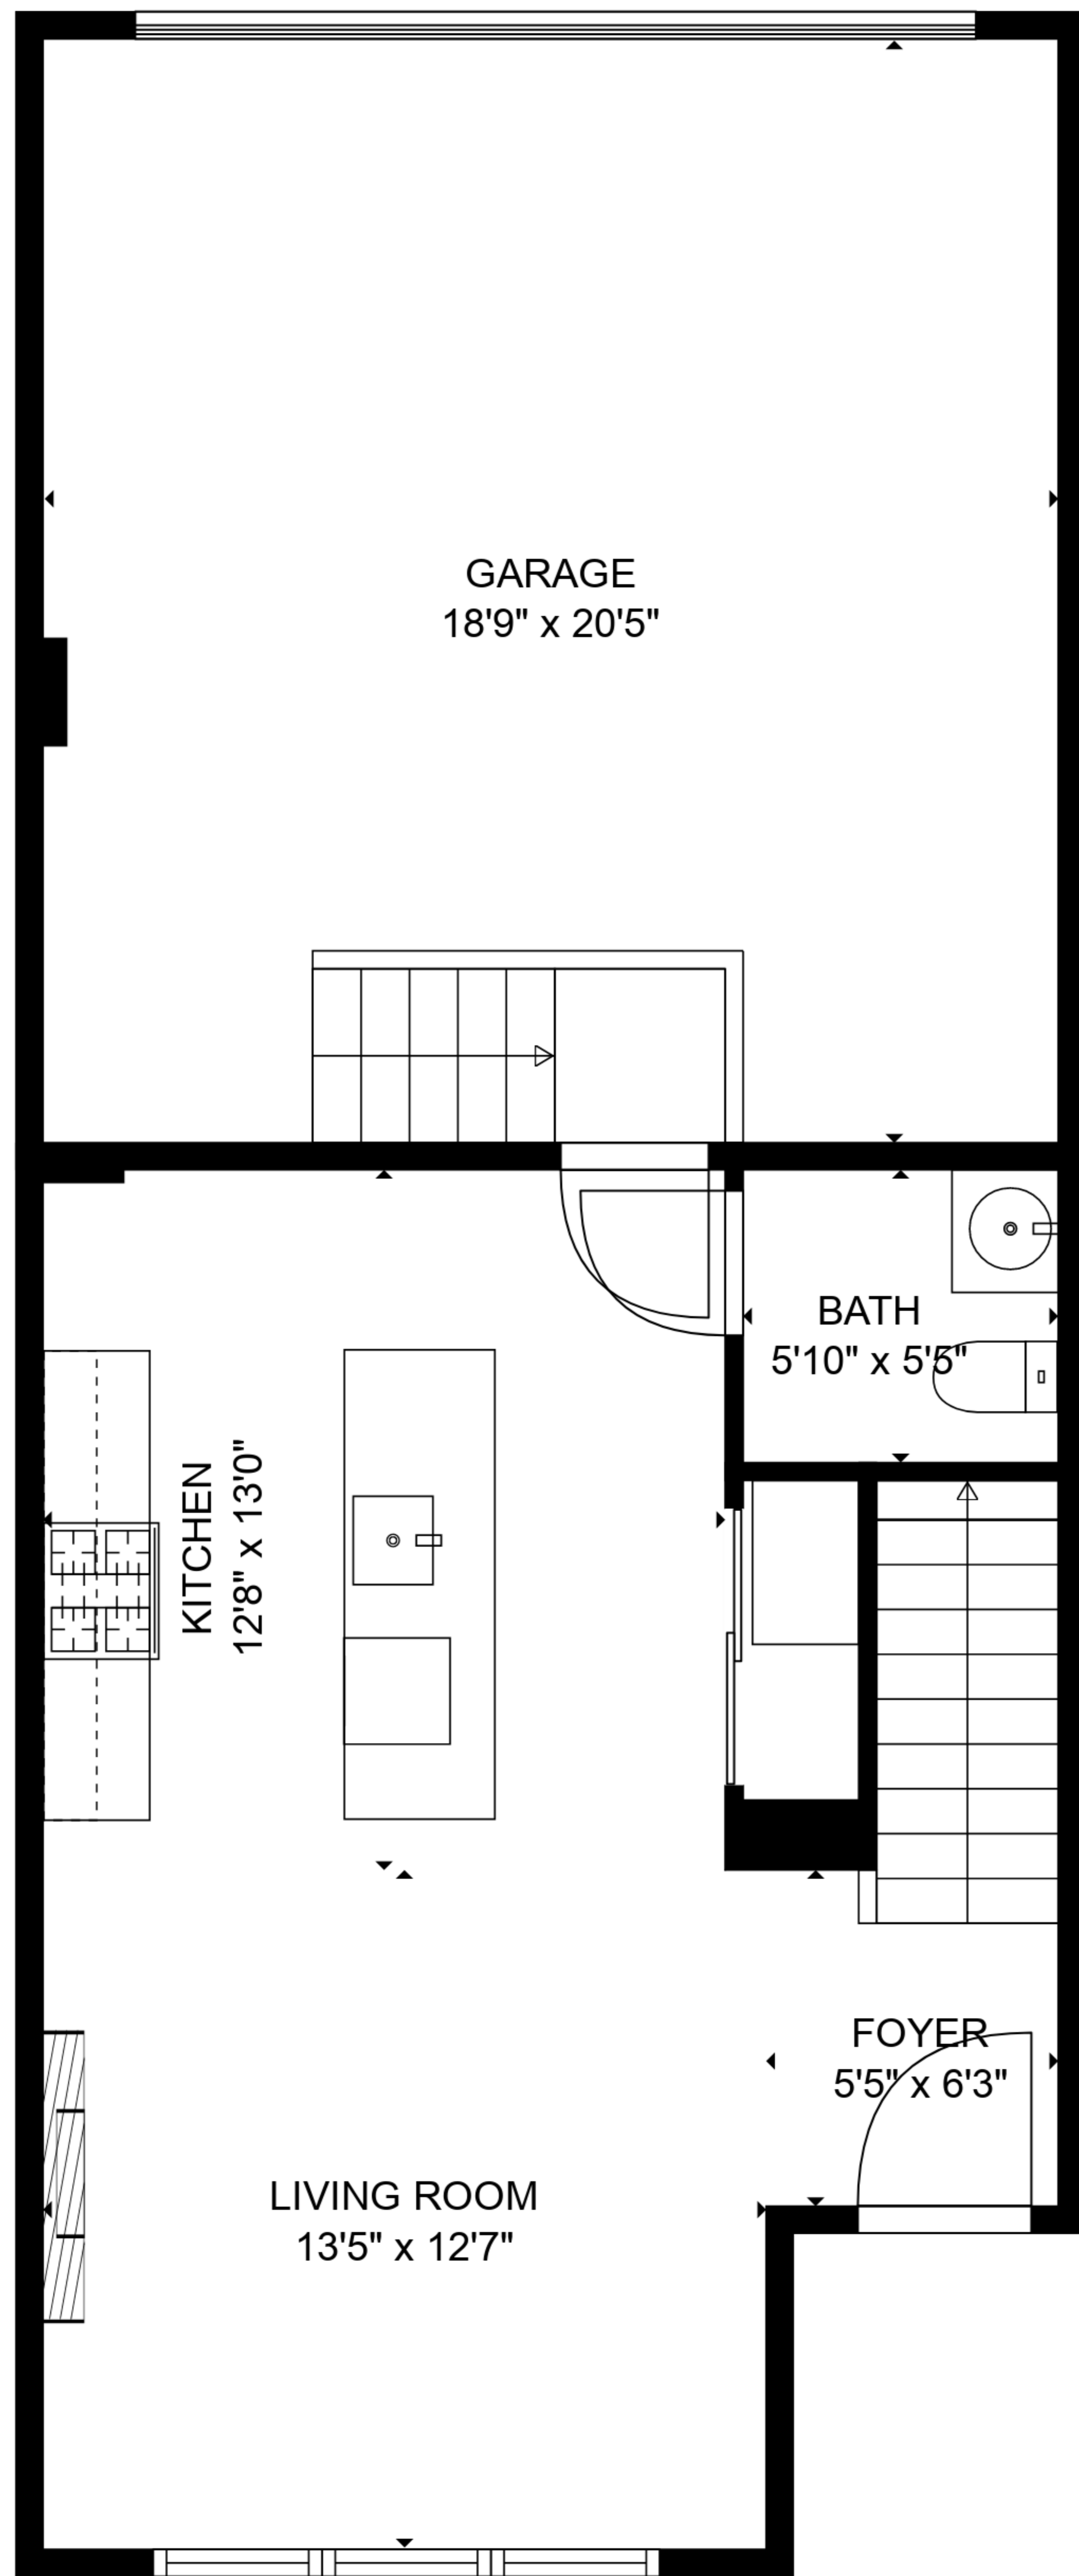 GARAGE
18'9" x 20'5"
BATH
5'10" x 5'5"
KITCHEN
12'8" x 13'0"
FOYER
5'5" x 6'3"
LIVING ROOM
13'5" x 12'7"